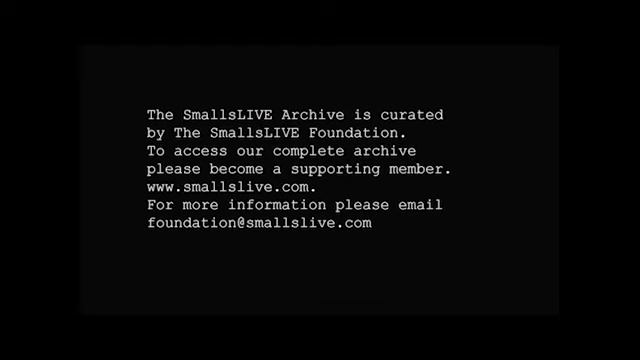 The SmallsLIVE Archive is curated
by The SmallsLIVE Foundation.
To access our complete archive
please become a supporting member.
www.smallslive.com.
For more information please email
foundation@smallslive.com